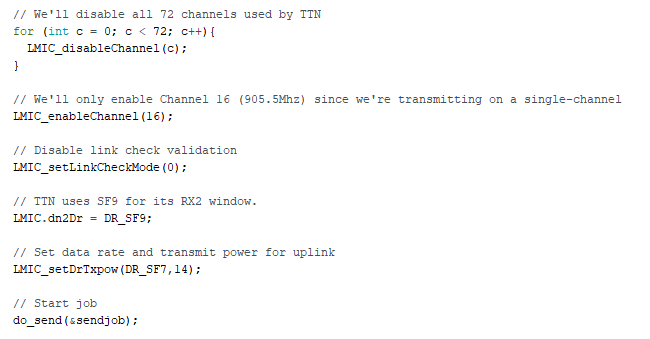 // We'll disable all 72 channels used by TTN
for (int c = 0; c < 72; c++){
  LMIC_disableChannel(c);
}

// We'll only enable Channel 16 (905.5Mhz) since we're transmitting on a single-channel
LMIC_enableChannel(16);

// Disable link check validation
LMIC_setLinkCheckMode(0);

// TTN uses SF9 for its RX2 window.
LMIC.dn2Dr = DR_SF9;

// Set data rate and transmit power for uplink
LMIC_setDrTxpow(DR_SF7,14);

// Start job
do_send(&sendjob);